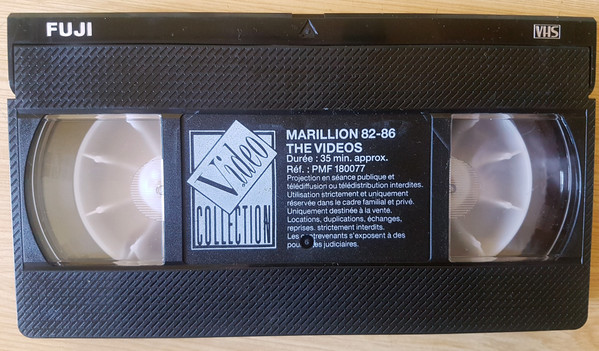 FUJI
VHS
Video
COLLECTION
MARILLION 82-86
THE VIDEOS
Durée : 35 min. approx.
Réf. : PMF 180077
Projection en séance publique et
télédiffusion ou télédistribution interdites.
Utilisation strictement et uniquement
réservée dans le cadre familial et privé.
Uniquement destinée à la vente.
Locations, duplications, échanges,
reprises. strictement interdits.
Les s'exposent à des
judiciaires.